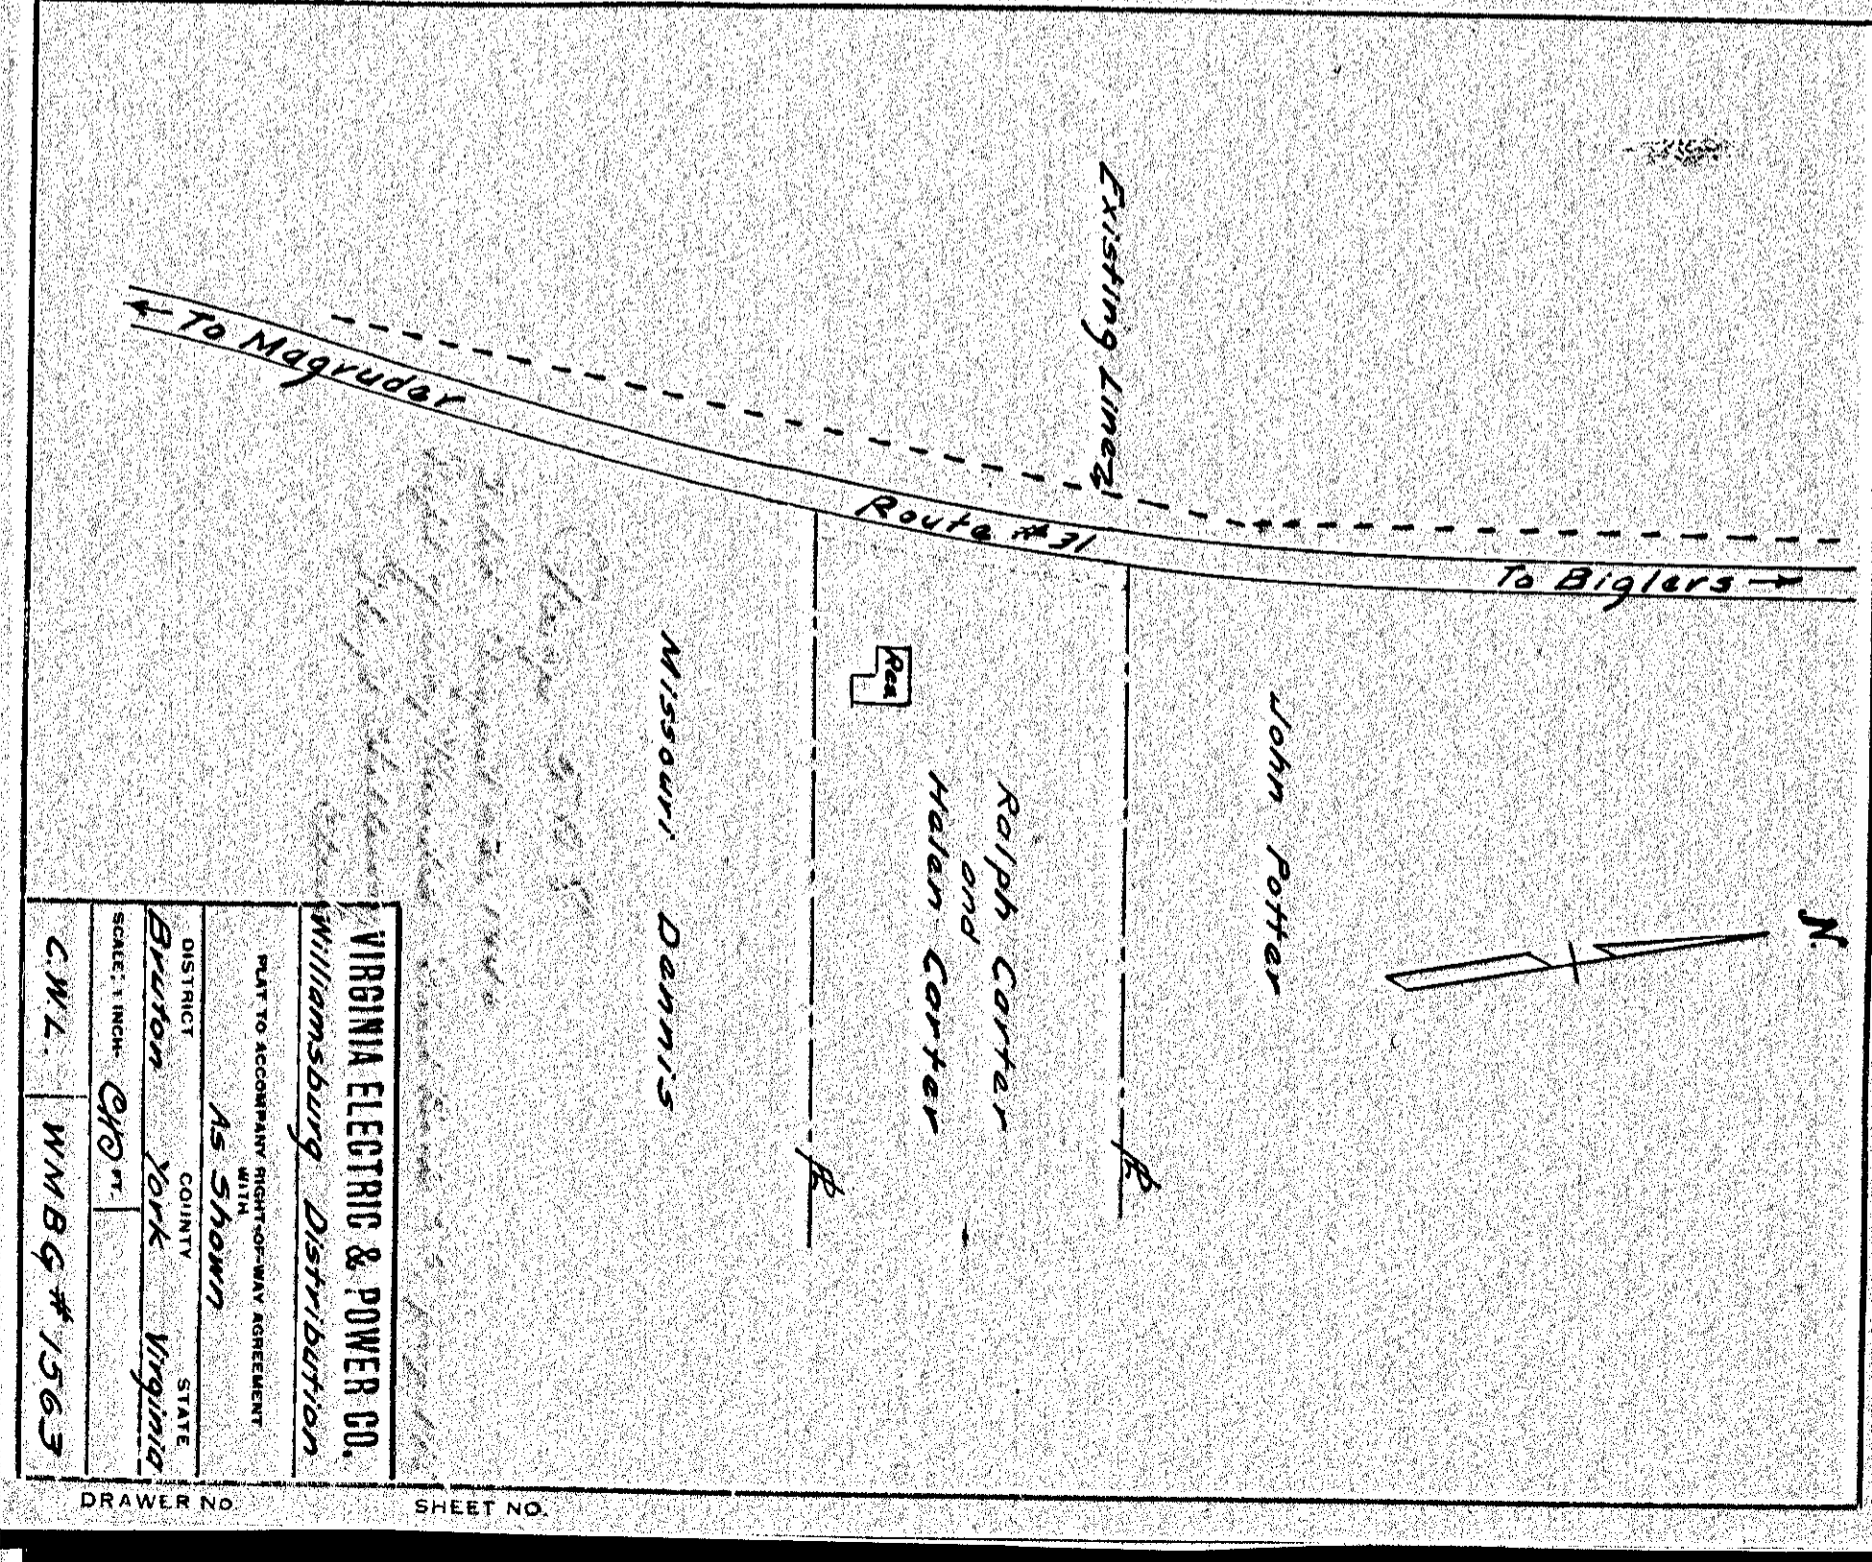 N.
Existing Line
To Magruder
Route #31
To Biglers
John Potter
Res
Ralph Carter
and
Helen Carter
Missouri Dennis
VIRGINIA ELECTRIC & POWER CO.
Williamsburg Distribution
PLAT TO ACCOMPANY RIGHT-OF-WAY AGREEMENT
WITH
As Shown
DISTRICT COUNTY STATE
Bruton York Virginia
SCALE: 1 INCH= FT.
C.W.L. WMBG #1563
DRAWER NO.
SHEET NO.